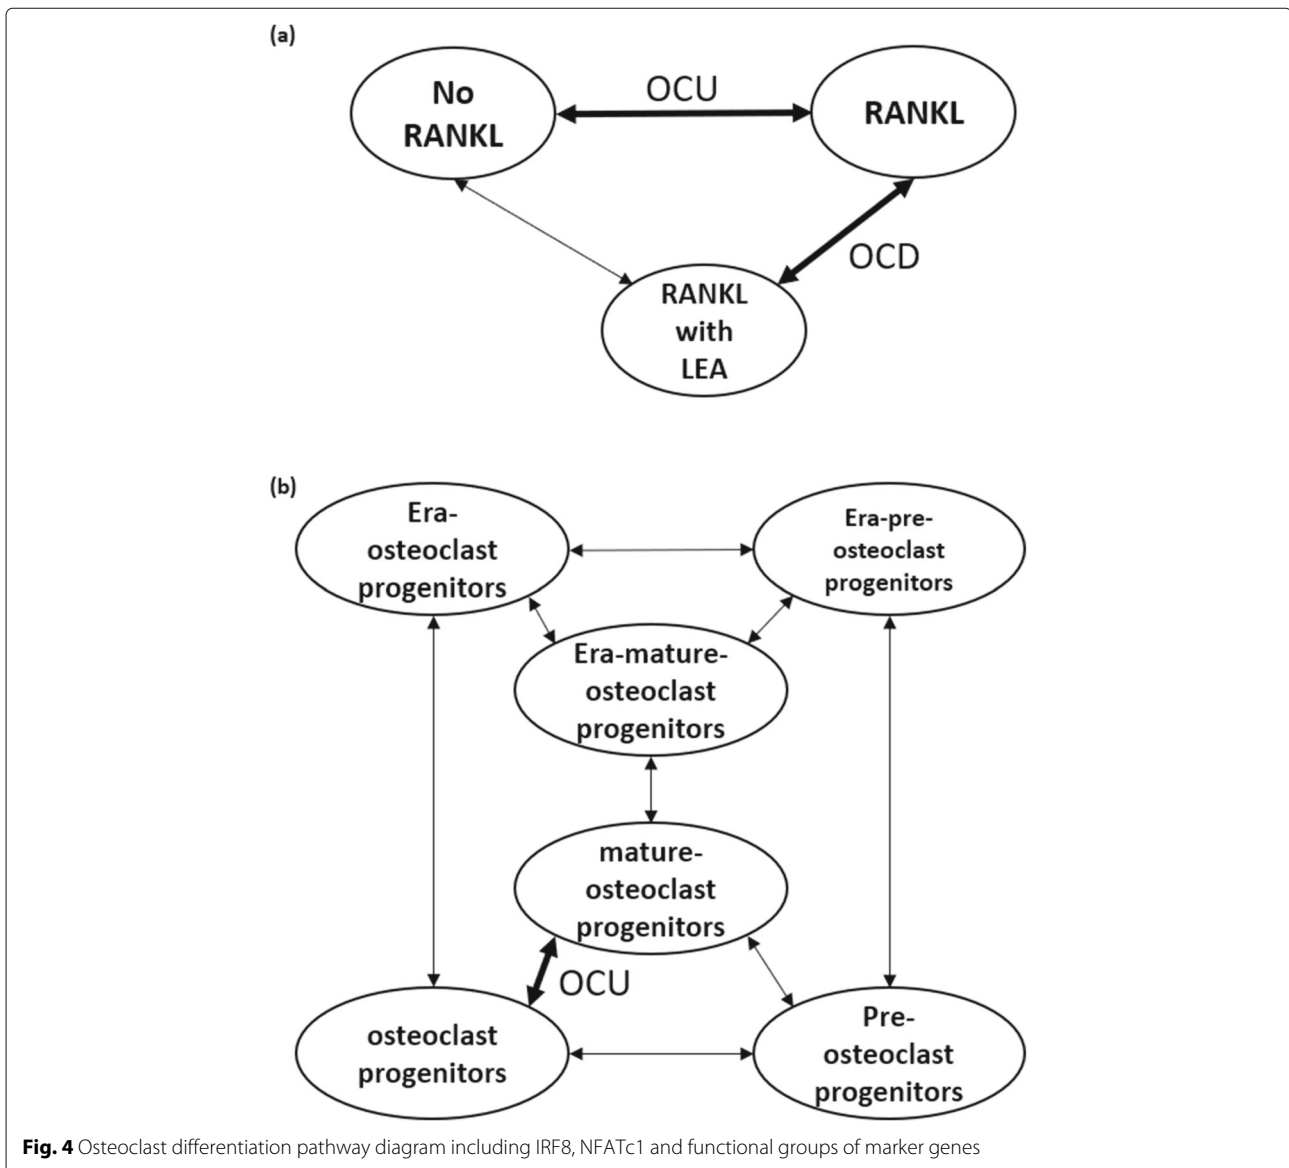 (a)
No
RANKL
OCU
RANKL
OCD
RANKL
with
LEA
(b)
Era-
osteoclast
progenitors
Era-pre-
osteoclast
progenitors
Era-mature-
osteoclast
progenitors
mature-
osteoclast
progenitors
OCU
osteoclast
progenitors
Pre-
osteoclast
progenitors
Fig. 4 Osteoclast differentiation pathway diagram including IRF8, NFATc1 and functional groups of marker genes